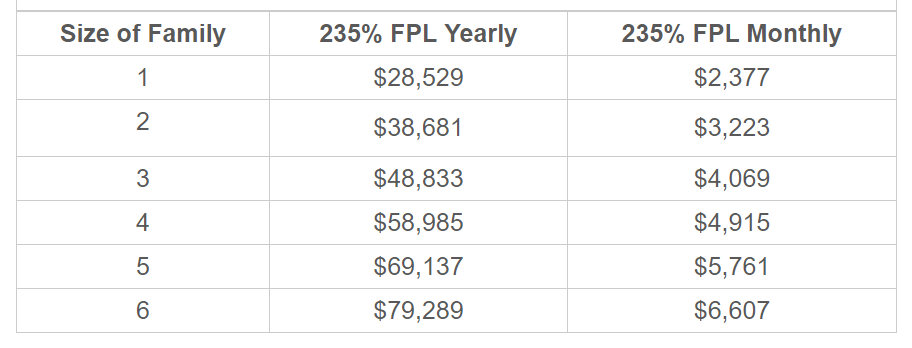 Size of Family 235% FPL Yearly 235% FPL Monthly
1 $28,529 $2,377
2 $38,681 $3,223
3 $48,833 $4,069
4 $58,985 $4,915
5 $69,137 $5,761
6 $79,289 $6,607